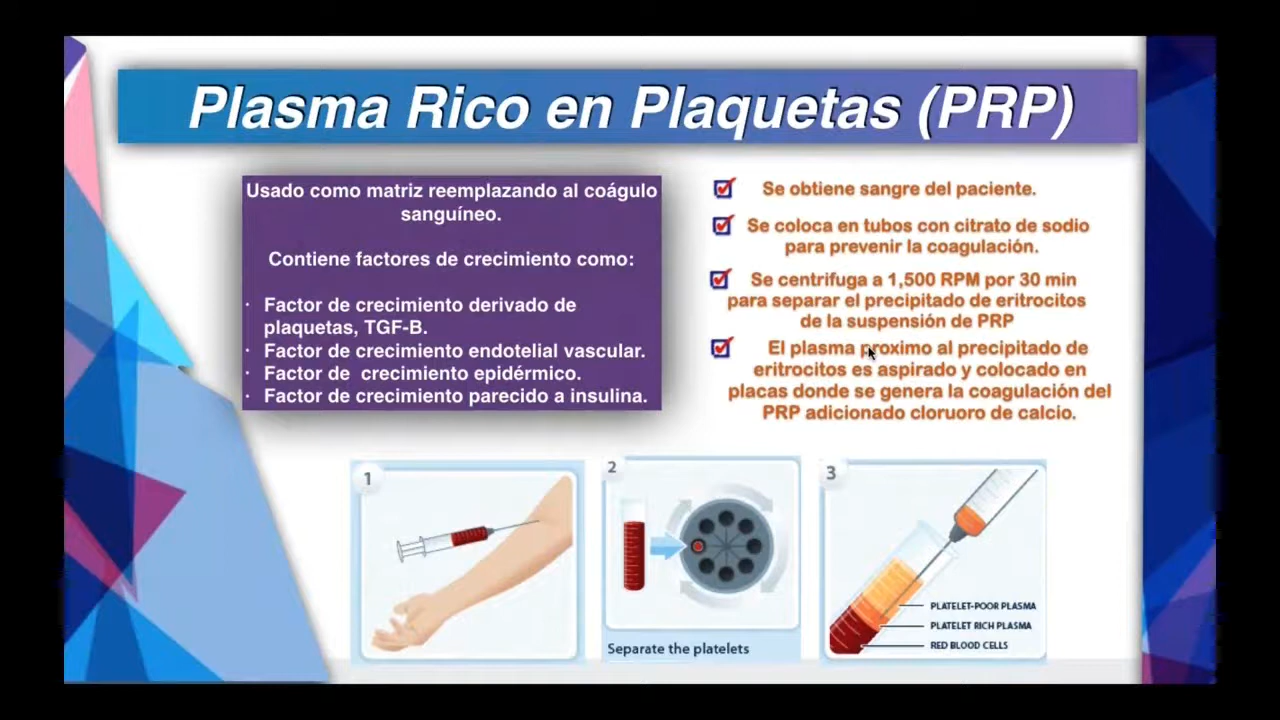 Plasma Rico en Plaquetas (PRP)
Usado como matriz reemplazando al coágulo
sanguíneo.
Contiene factores de crecimiento como:
· Factor de crecimiento derivado de
plaquetas, TGF-B.
· Factor de crecimiento endotelial vascular.
· Factor de crecimiento epidérmico.
· Factor de crecimiento parecido a insulina.
Se obtiene sangre del paciente.
Se coloca en tubos con citrato de sodio
para prevenir la coagulación.
Se centrifuga a 1,500 RPM por 30 min
para separar el precipitado de eritrocitos
de la suspensión de PRP
El plasma proximo al precipitado de
eritrocitos es aspirado y colocado en
placas donde se genera la coagulación del
PRP adicionado cloruoro de calcio.
1
2
Separate the platelets
3
PLATELET-POOR PLASMA
PLATELET RICH PLASMA
RED BLOOD CELLS